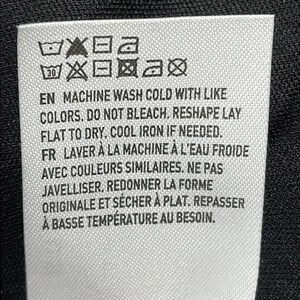 30
EN MACHINE WASH COLD WITH LIKE
COLORS. DO NOT BLEACH. RESHAPE LAY
FLAT TO DRY. COOL IRON IF NEEDED.
FR LAVER À LA MACHINE À L'EAU FROIDE
AVEC COULEURS SIMILAIRES. NE PAS
JAVELLISER. REDONNER LA FORME
ORIGINALE ET SÉCHER À PLAT. REPASSER
À BASSE TEMPÉRATURE AU BESOIN.